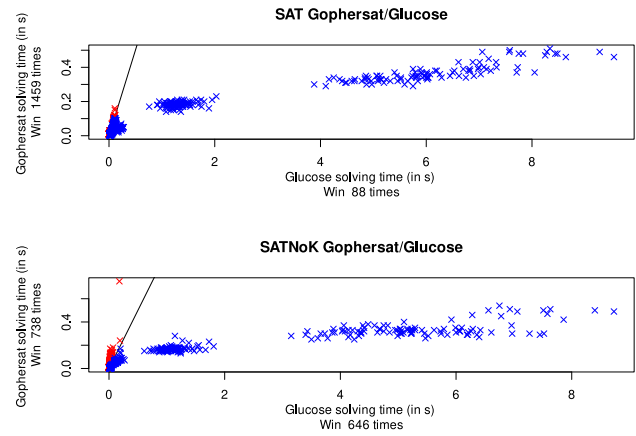 SAT Gophersat/Glucose
Gophersat solving time (in s)
Win 1459 times
0.0 0.2 0.4
0 2 4 6 8
Glucose solving time (in s)
Win 88 times
SATNoK Gophersat/Glucose
Gophersat solving time (in s)
Win 738 times
0.0 0.4
0 2 4 6 8
Glucose solving time (in s)
Win 646 times